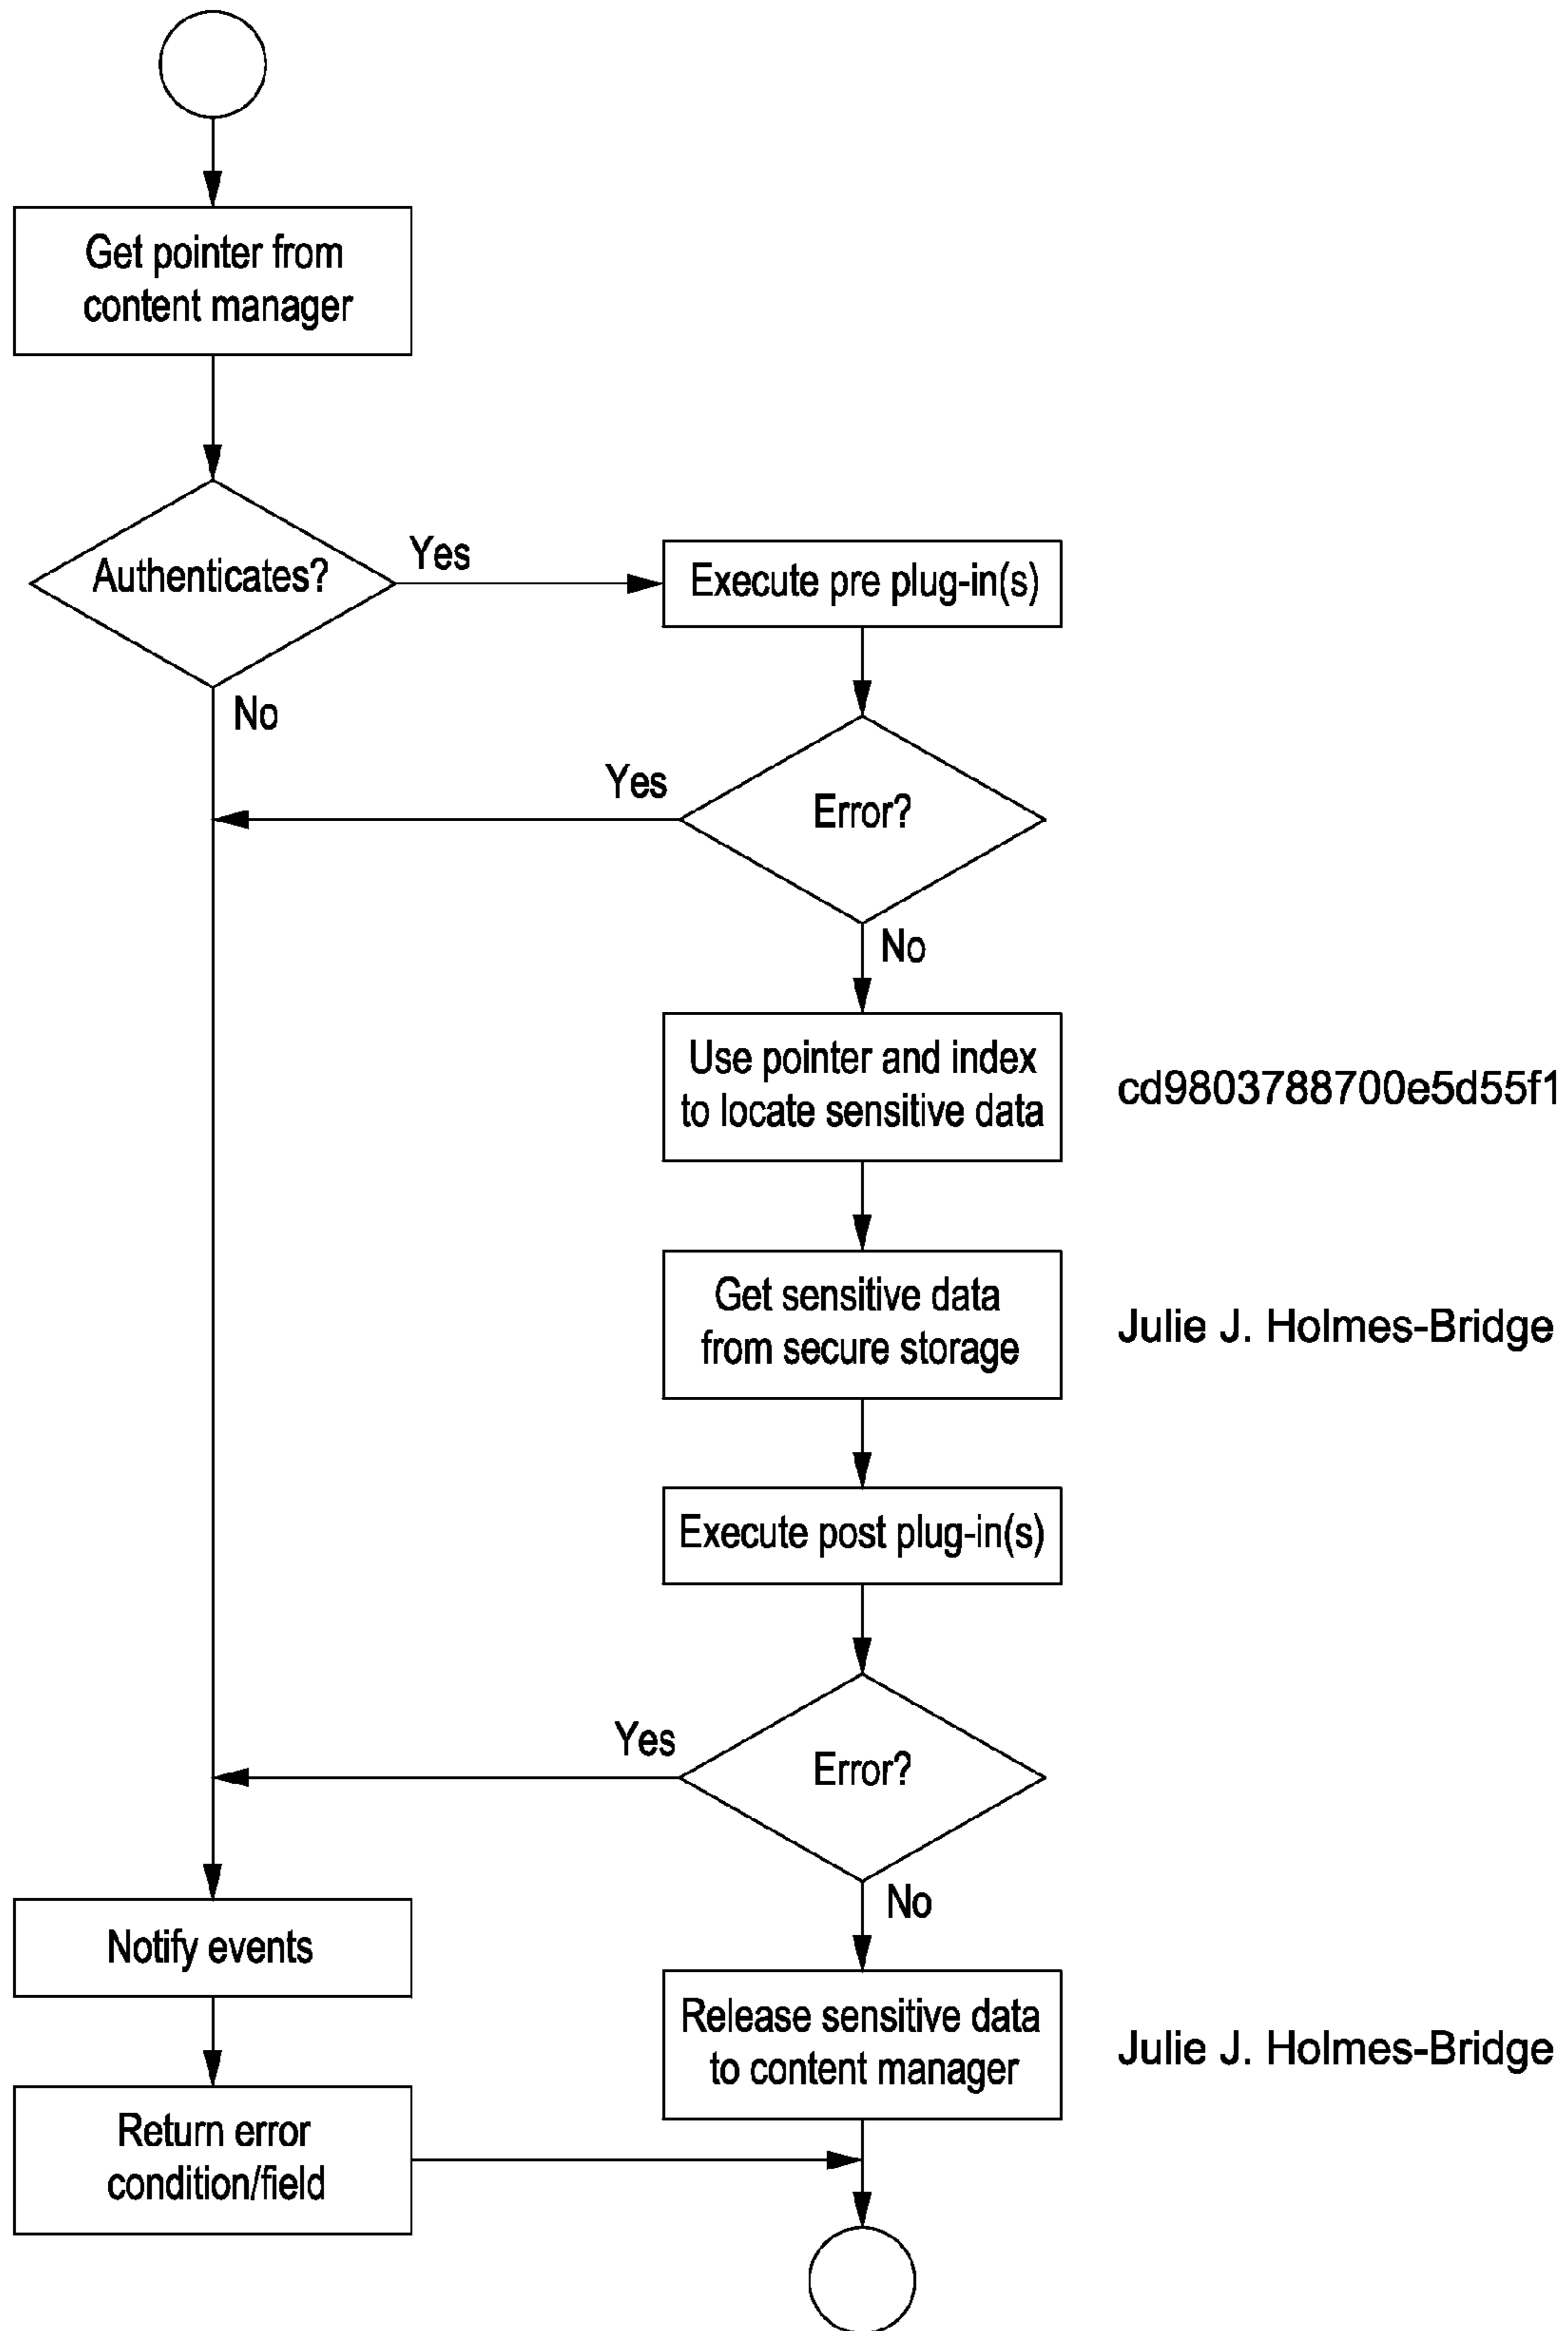 Get pointer from
content manager
Authenticates?
Yes
Execute pre plug-in(s)
No
Yes
Error?
No
Use pointer and index
to locate sensitive data
cd9803788700e5d55f1
Get sensitive data
from secure storage
Julie J. Holmes-Bridge
Execute post plug-in(s)
Yes
Error?
No
Notify events
Release sensitive data
to content manager
Julie J. Holmes-Bridge
Return error
condition/field